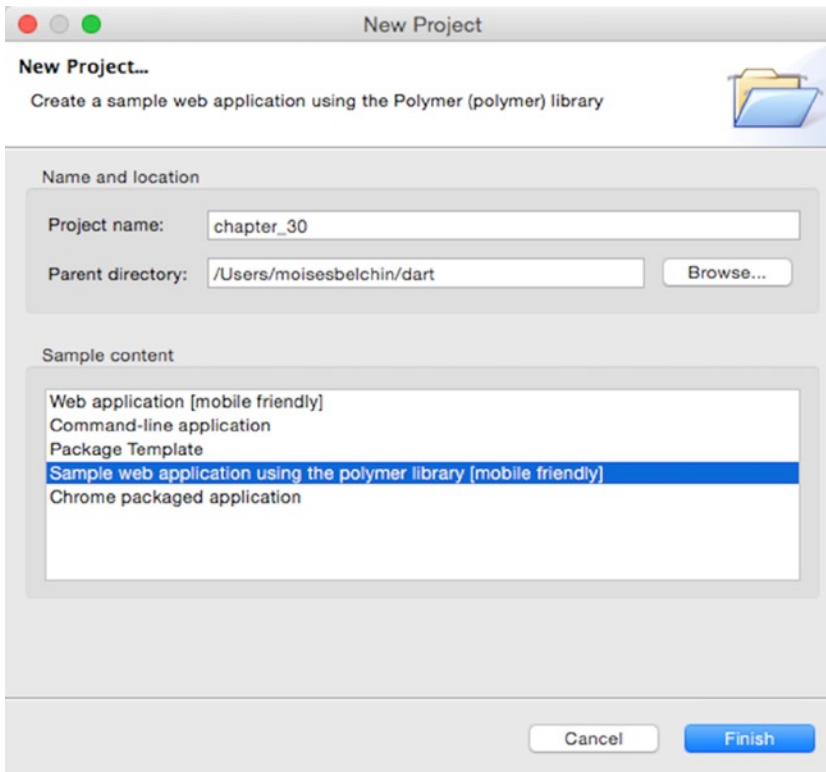 New Project
New Project...
Create a sample web application using the Polymer (polymer) library
Name and location
Project name: chapter_30
Parent directory: /Users/moisesbelchin/dart Browse...
Sample content
Web application [mobile friendly]
Command-line application
Package Template
Sample web application using the polymer library [mobile friendly]
Chrome packaged application
Cancel Finish